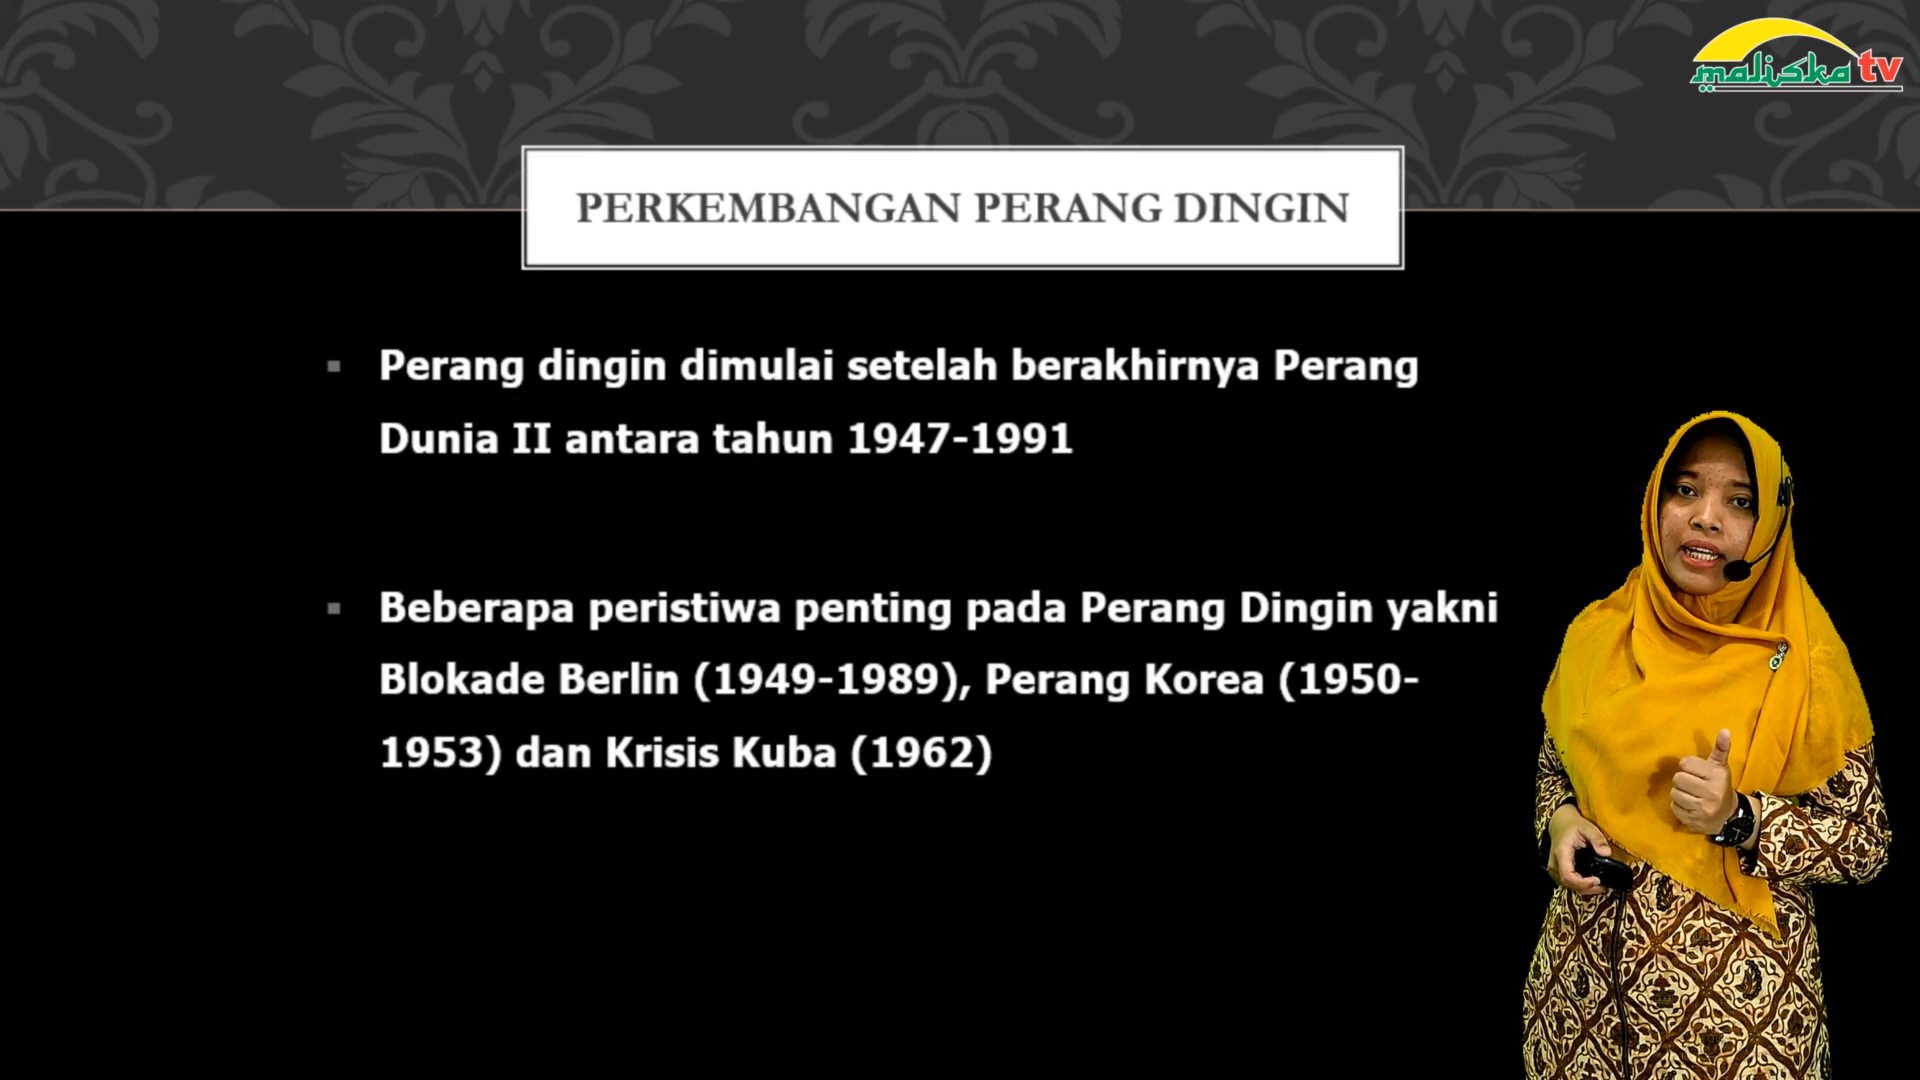 maliska tv
PERKEMBANGAN PERANG DINGIN
Perang dingin dimulai setelah berakhirnya Perang
Dunia II antara tahun 1947-1991
Beberapa peristiwa penting pada Perang Dingin yakni
Blokade Berlin (1949-1989), Perang Korea (1950-
1953) dan Krisis Kuba (1962)